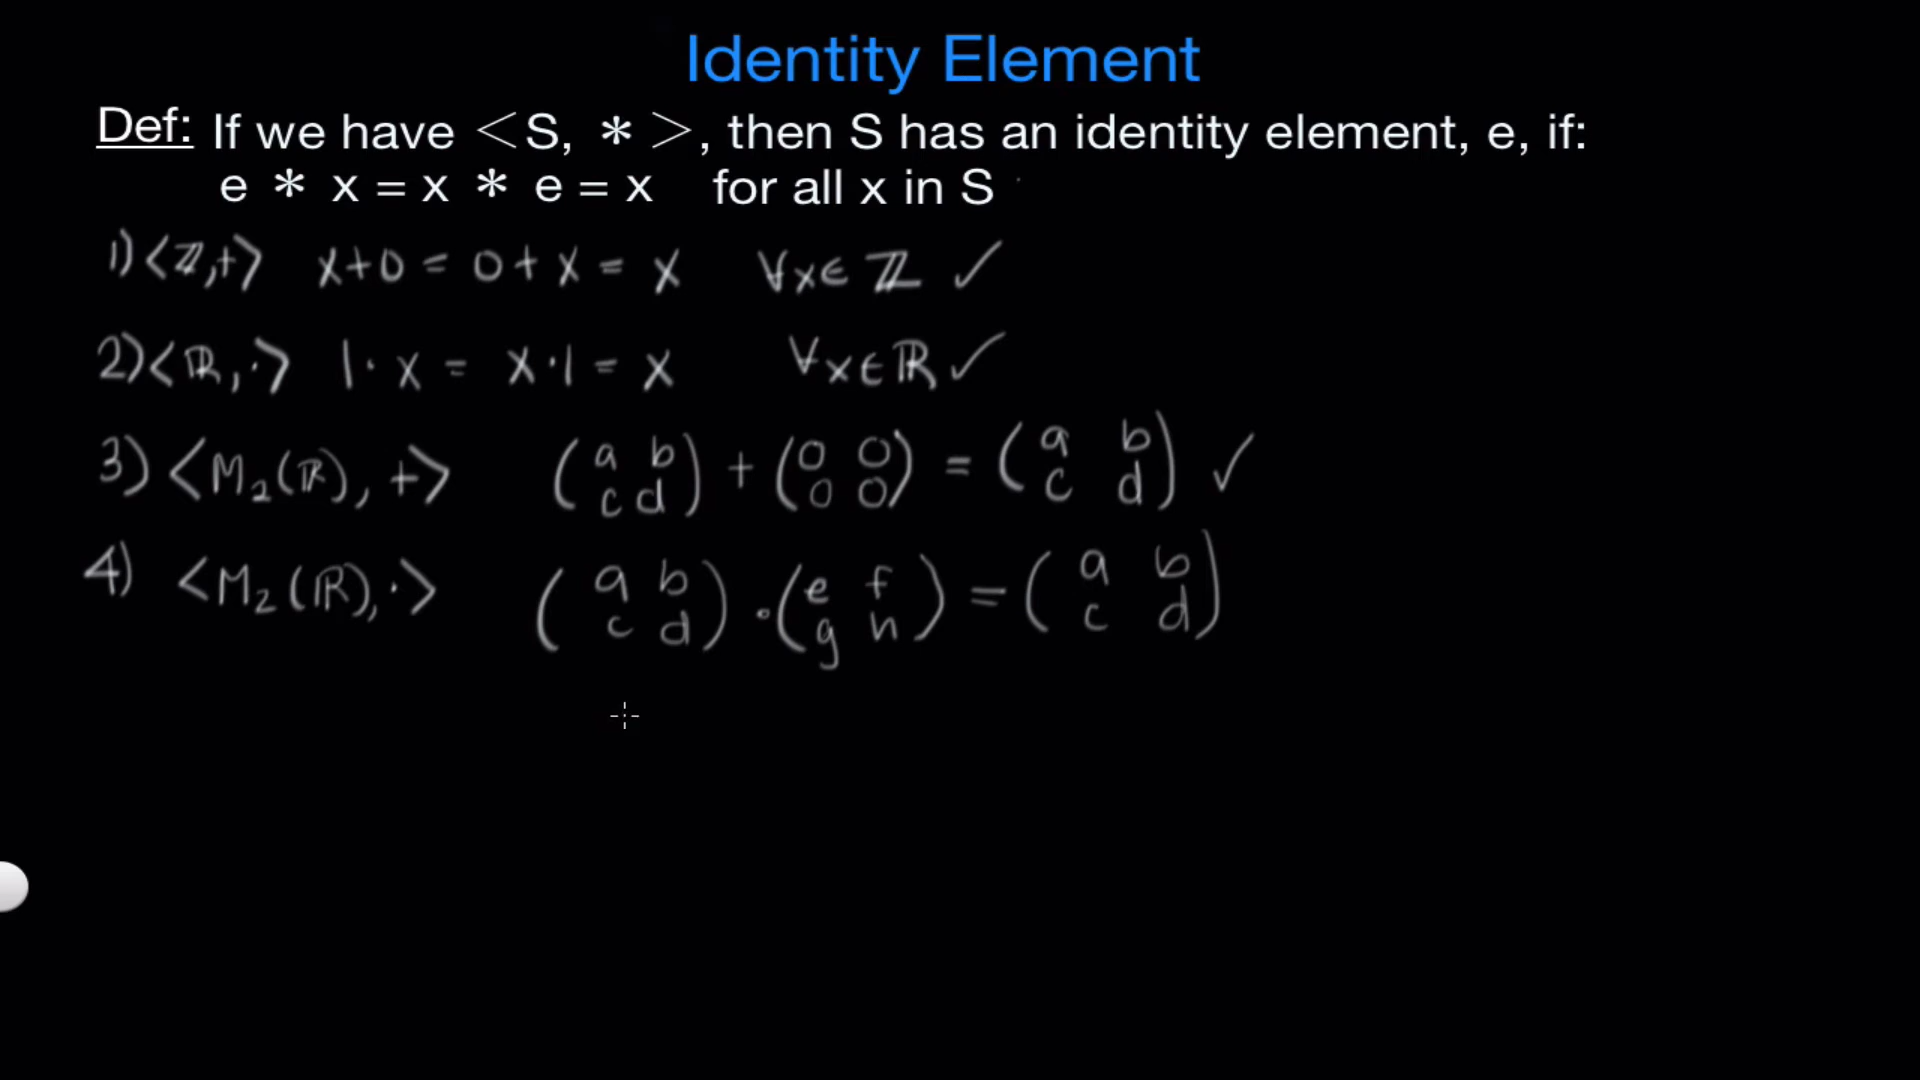 Identity Element
Def: If we have <S, *>, then S has an identity element, e, if:
e * x = x * e = x for all x in S
1) <ℤ,+> x+0 = 0+x = x ∀x∈ℤ ✓
2) <ℝ,·> 1·x = x·1 = x ∀x∈ℝ ✓
3) <M₂(ℝ), +> (a b; c d) + (0 0; 0 0) = (a b; c d) ✓
4) <M₂(ℝ),·> (a b; c d) · (e f; g h) = (a b; c d)